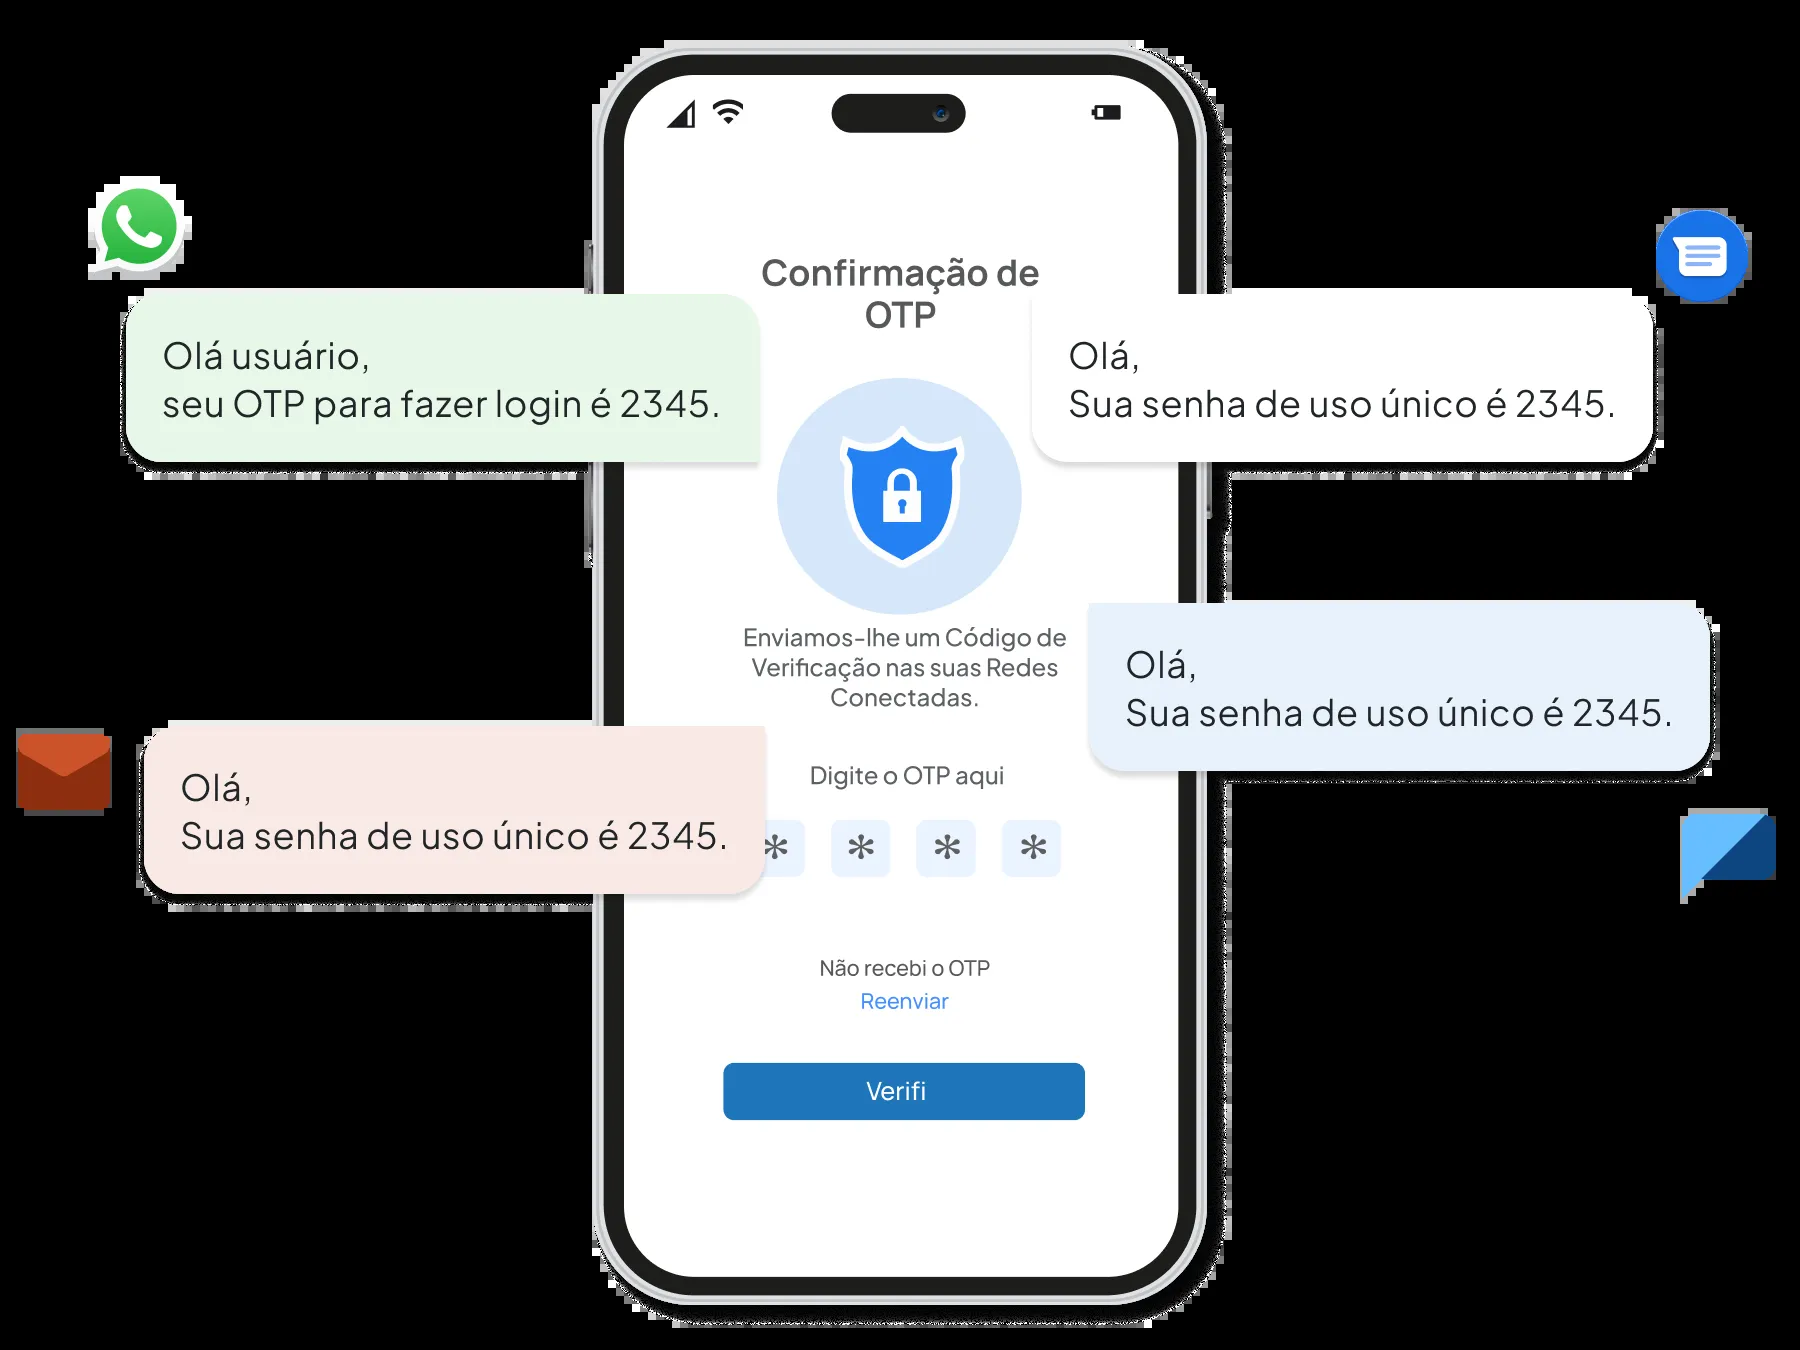 Confirmação de
OTP
Olá usuário,
seu OTP para fazer login é 2345.
Olá,
Sua senha de uso único é 2345.
Enviamos-lhe um Código de
Verificação nas suas Redes
Conectadas.
Olá,
Sua senha de uso único é 2345.
Olá,
Sua senha de uso único é 2345.
Digite o OTP aqui
* * * *
Não recebi o OTP
Reenviar
Verifi